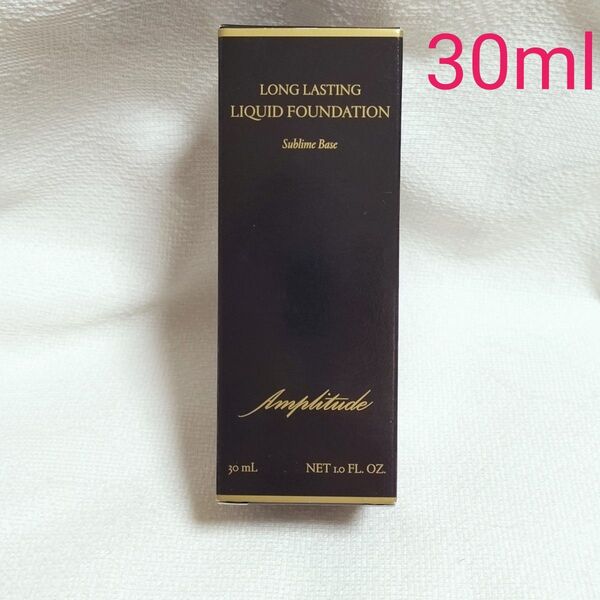 30ml
LONG LASTING
LIQUID FOUNDATION
Sublime Base
Amplitude
30 mL NET 1.0 FL. OZ.